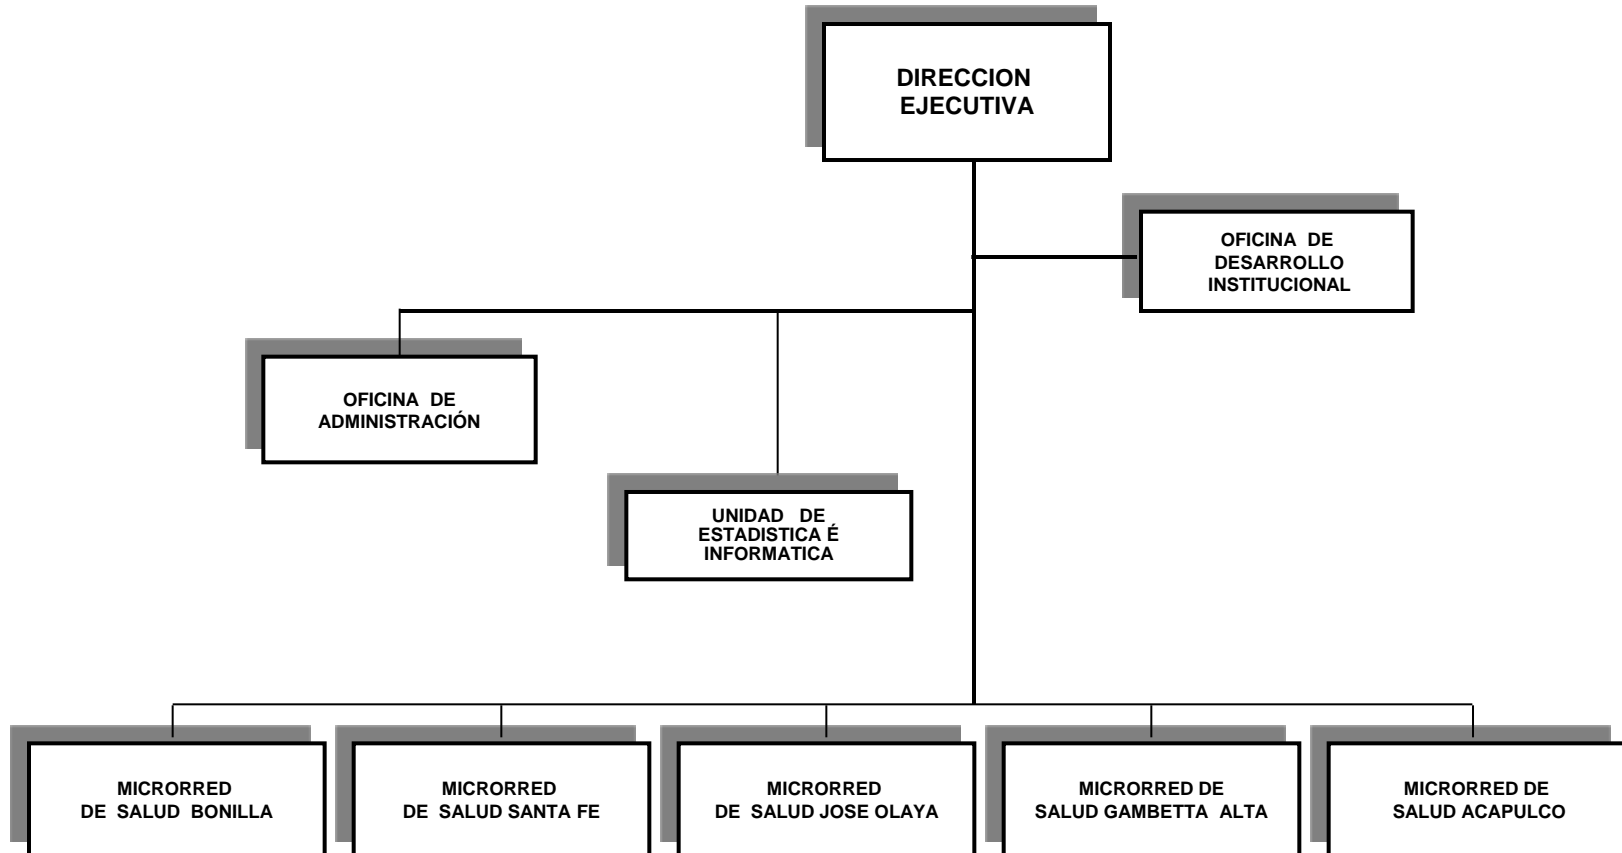 DIRECCION
EJECUTIVA
OFICINA DE
DESARROLLO
INSTITUCIONAL
OFICINA DE
ADMINISTRACIÓN
UNIDAD DE
ESTADISTICA É
INFORMATICA
MICRORRED
DE SALUD BONILLA
MICRORRED
DE SALUD SANTA FE
MICRORRED
DE SALUD JOSE OLAYA
MICRORRED DE
SALUD GAMBETTA ALTA
MICRORRED DE
SALUD ACAPULCO